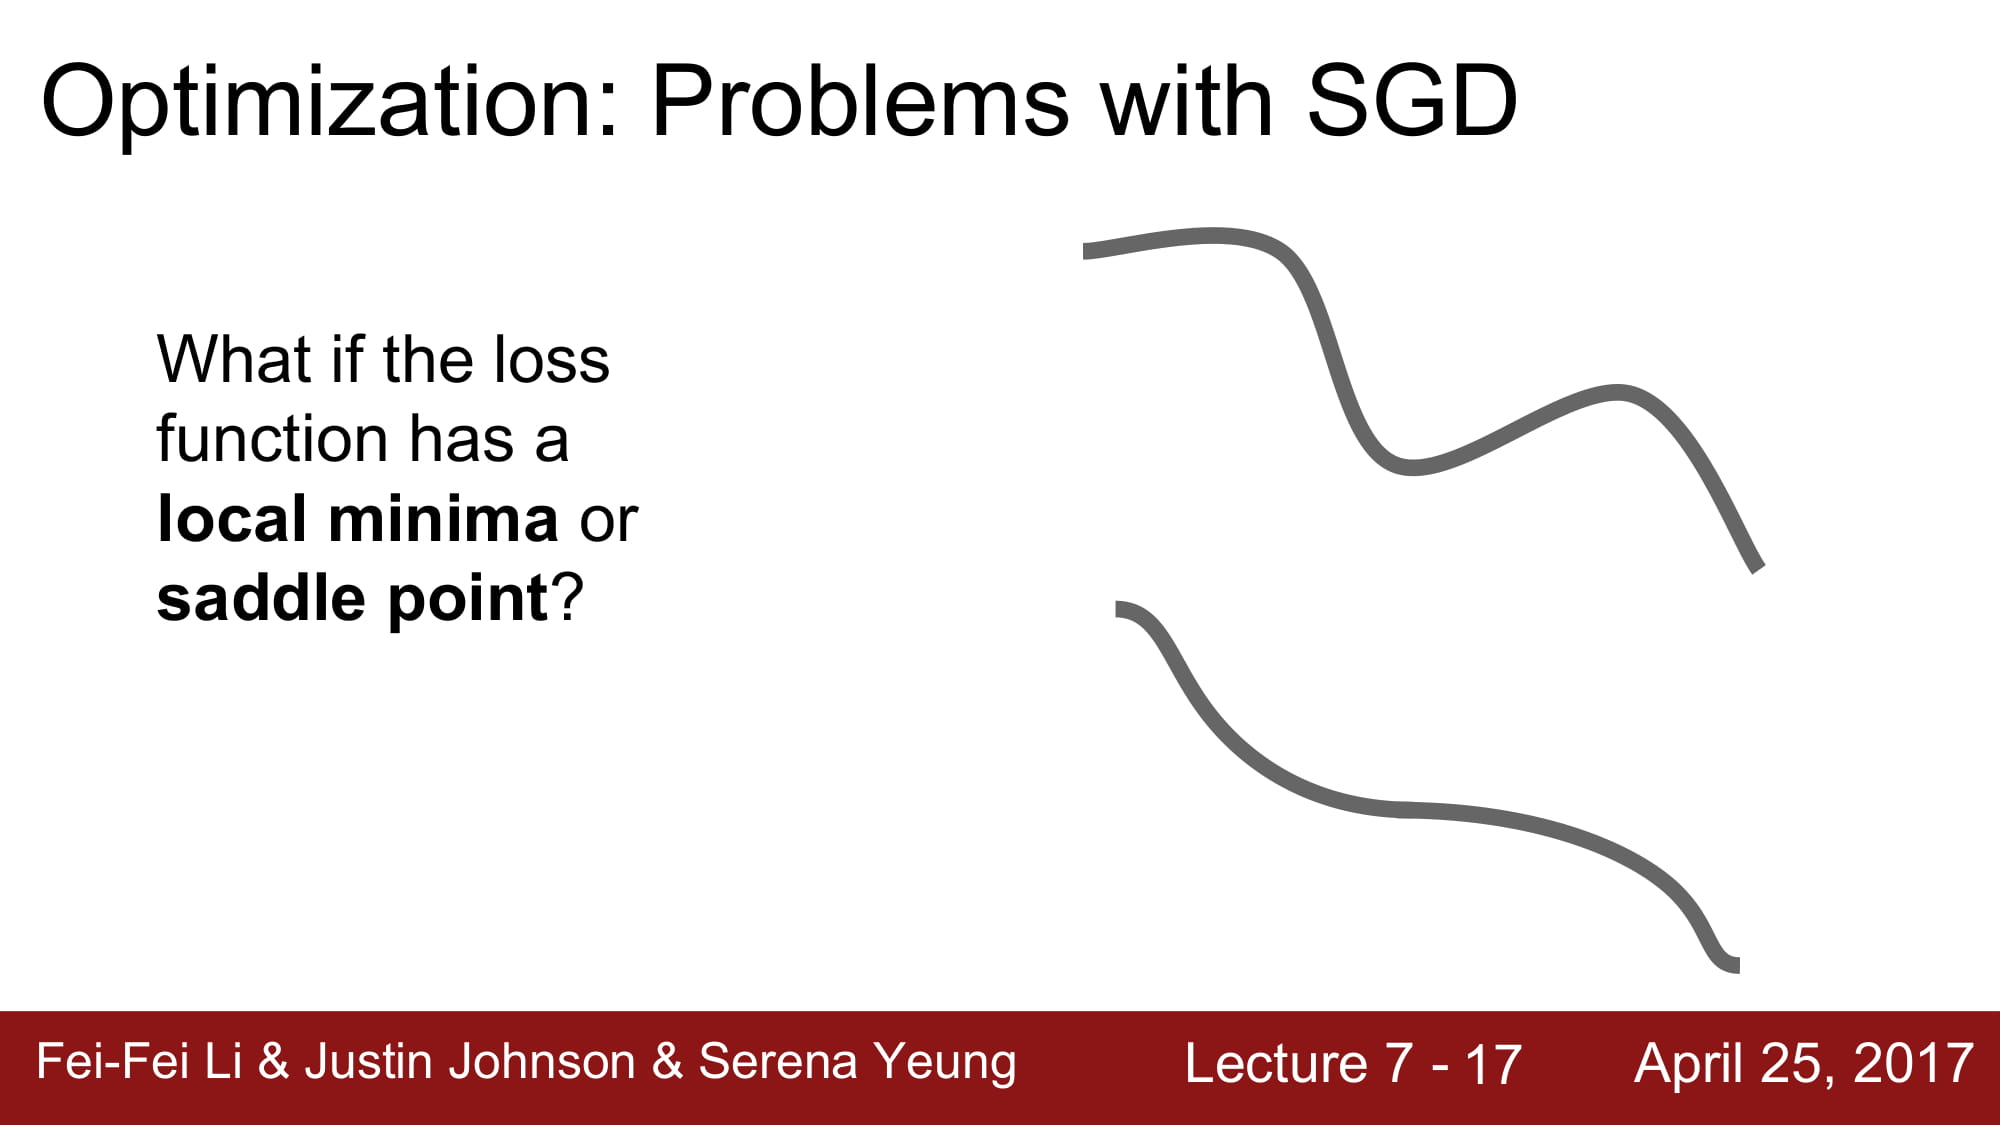 Optimization: Problems with SGD
What if the loss
function has a
local minima or
saddle point?
Fei-Fei Li & Justin Johnson & Serena Yeung
Lecture 7 - 17
April 25, 2017